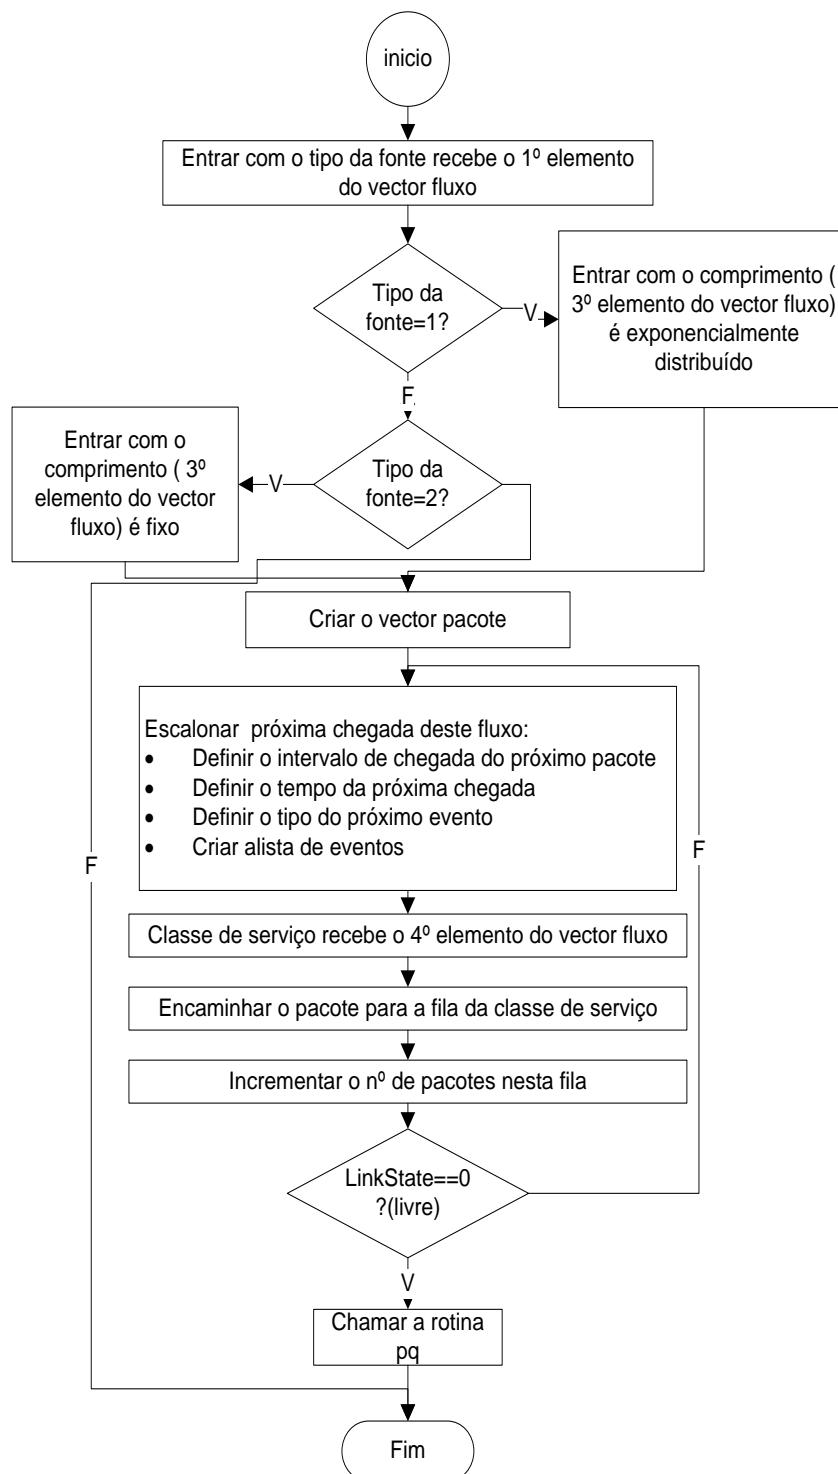 inicio
Entrar com o tipo da fonte recebe o 1º elemento
do vector fluxo
Tipo da
fonte=1?
V
Entrar com o comprimento (
3º elemento do vector fluxo)
é exponencialmente
distribuído
F
Entrar com o
comprimento ( 3º
elemento do vector
fluxo) é fixo
V
Tipo da
fonte=2?
Criar o vector pacote
Escalonar próxima chegada deste fluxo:
• Definir o intervalo de chegada do próximo pacote
• Definir o tempo da próxima chegada
• Definir o tipo do próximo evento
• Criar alista de eventos
F
F
Classe de serviço recebe o 4º elemento do vector fluxo
Encaminhar o pacote para a fila da classe de serviço
Incrementar o nº de pacotes nesta fila
LinkState==0
?(livre)
V
Chamar a rotina
pq
Fim